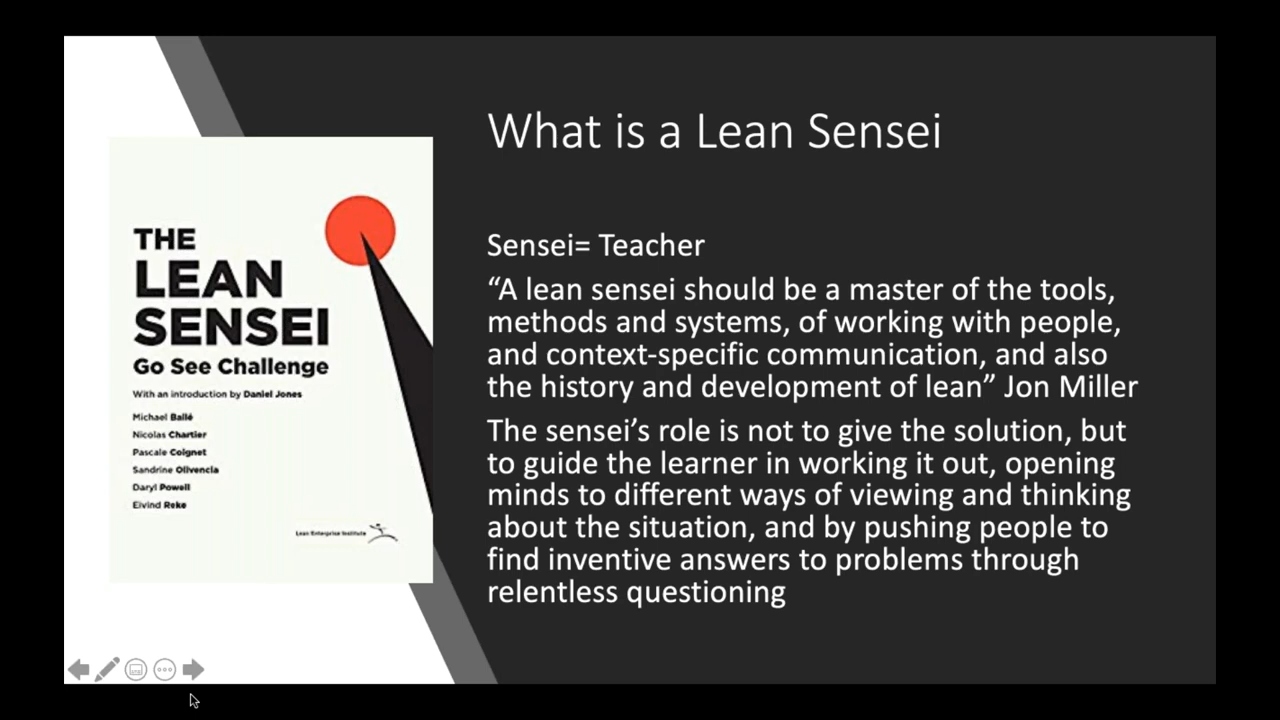 What is a Lean Sensei
THE
LEAN
SENSEI
Go See Challenge
With an introduction by Daniel Jones
Michael Ballé
Nicolas Chartier
Pascale Coignet
Sandrine Olivencia
Daryl Powell
Eivind Reke
Lean Enterprise Institute
Sensei= Teacher
“A lean sensei should be a master of the tools,
methods and systems, of working with people,
and context-specific communication, and also
the history and development of lean” Jon Miller
The sensei’s role is not to give the solution, but
to guide the learner in working it out, opening
minds to different ways of viewing and thinking
about the situation, and by pushing people to
find inventive answers to problems through
relentless questioning